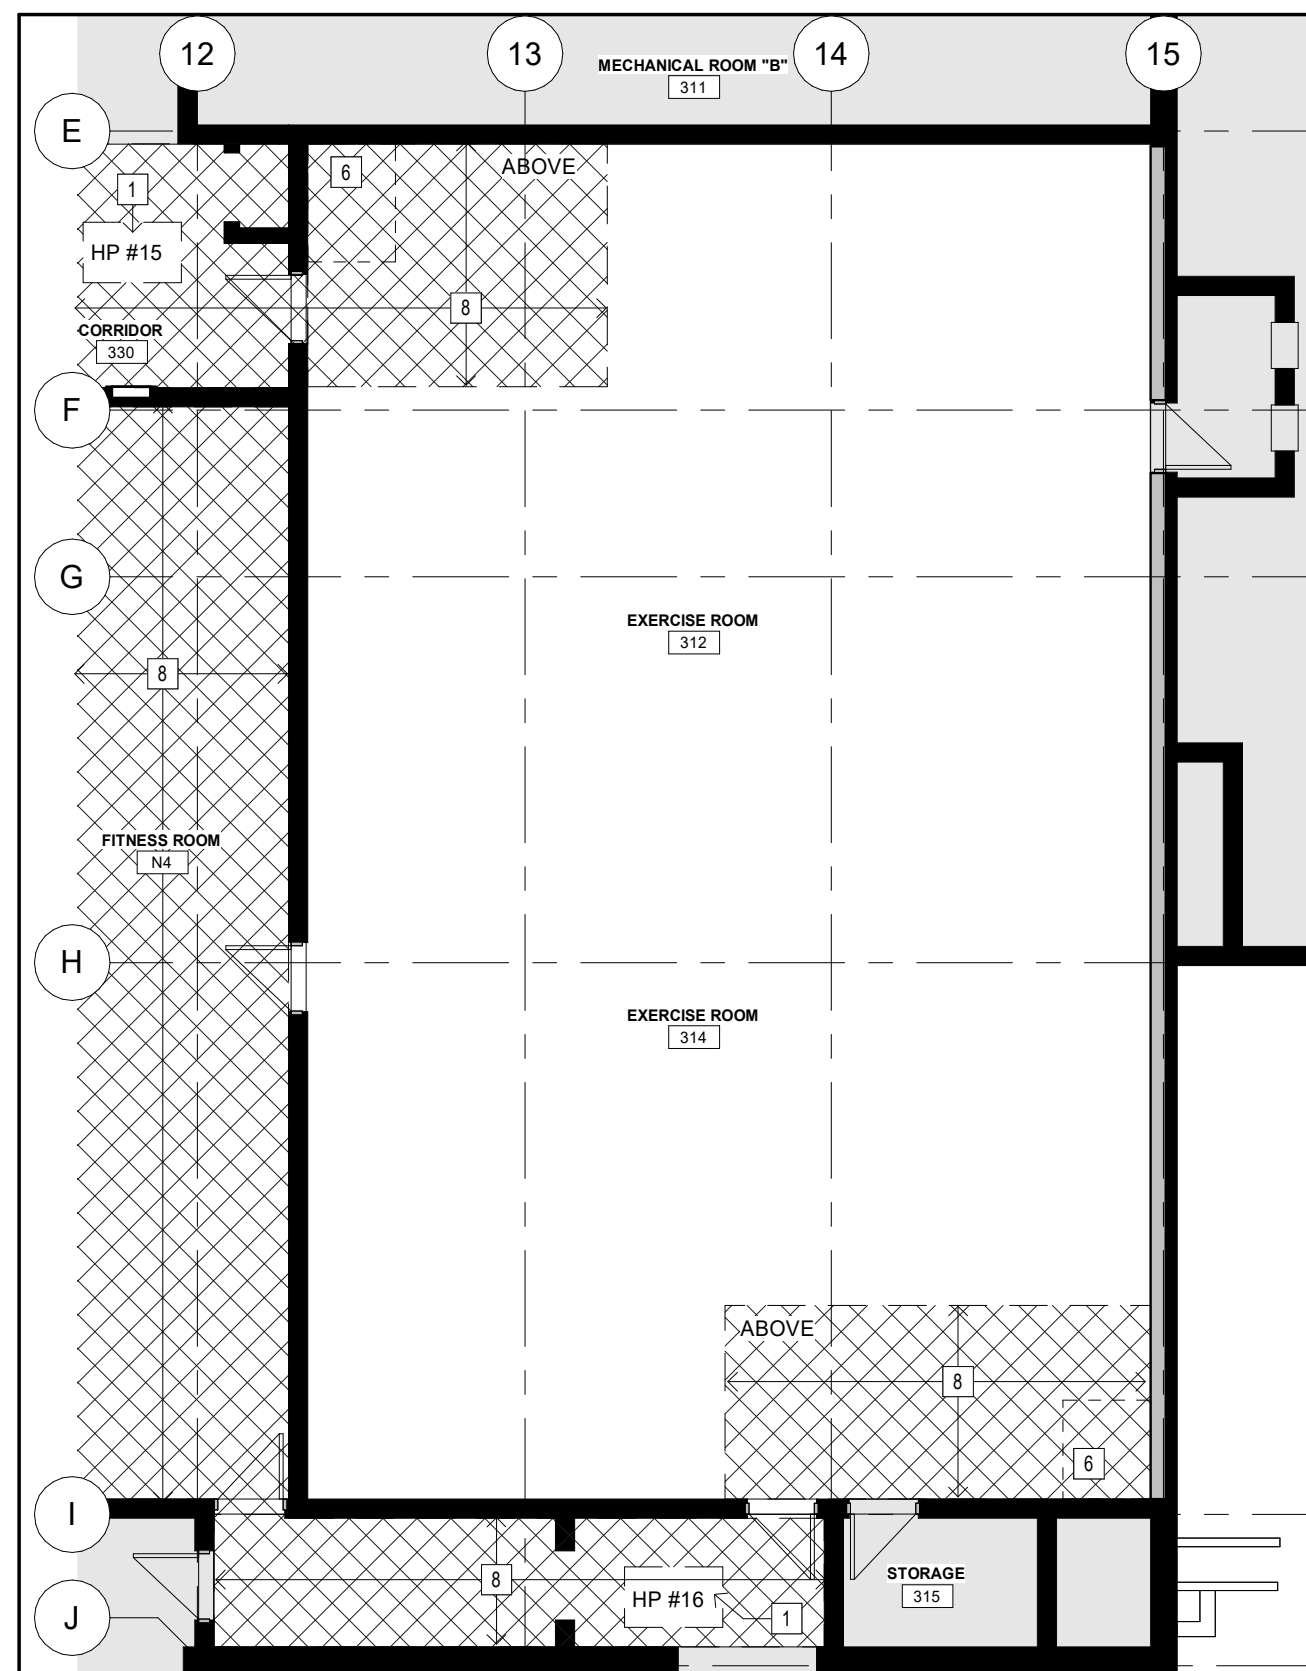 12
13
14
15
MECHANICAL ROOM "B"
311
E
ABOVE
6
1
HP #15
8
CORRIDOR
330
F
G
EXERCISE ROOM
312
8
FITNESS ROOM
N4
H
EXERCISE ROOM
314
ABOVE
8
6
I
8
STORAGE
315
HP #16
1
J